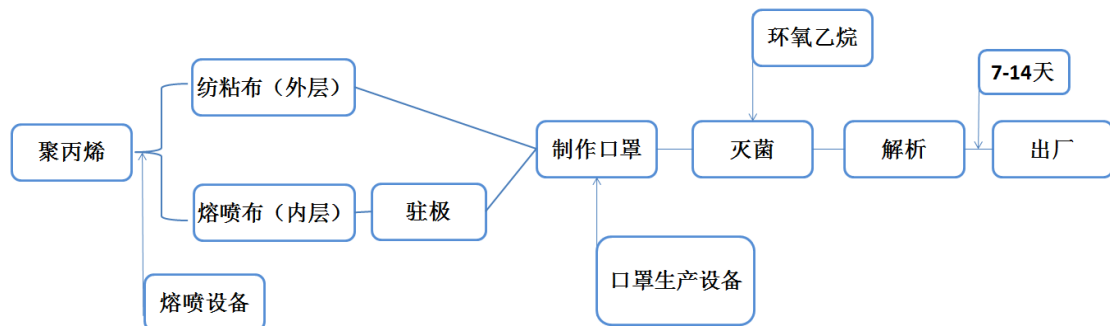 环氧乙烷
纺粘布（外层）
7-14天
聚丙烯
制作口罩
灭菌
解析
出厂
熔喷布（内层）
驻极
熔喷设备
口罩生产设备